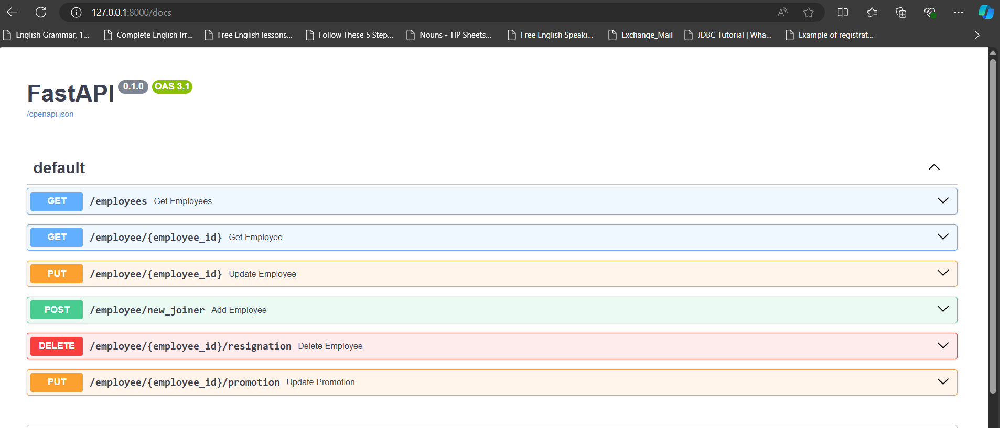 127.0.0.1:8000/docs
English Grammar, 1... Complete English Irr... Free English lessons... Follow These 5 Step... Nouns - TIP Sheets... Free English Speaki... Exchange_Mail JDBC Tutorial | Wha... Example of registrat...
FastAPI 0.1.0 OAS 3.1
/openapi.json
default
GET /employees Get Employees
GET /employee/{employee_id} Get Employee
PUT /employee/{employee_id} Update Employee
POST /employee/new_joiner Add Employee
DELETE /employee/{employee_id}/resignation Delete Employee
PUT /employee/{employee_id}/promotion Update Promotion